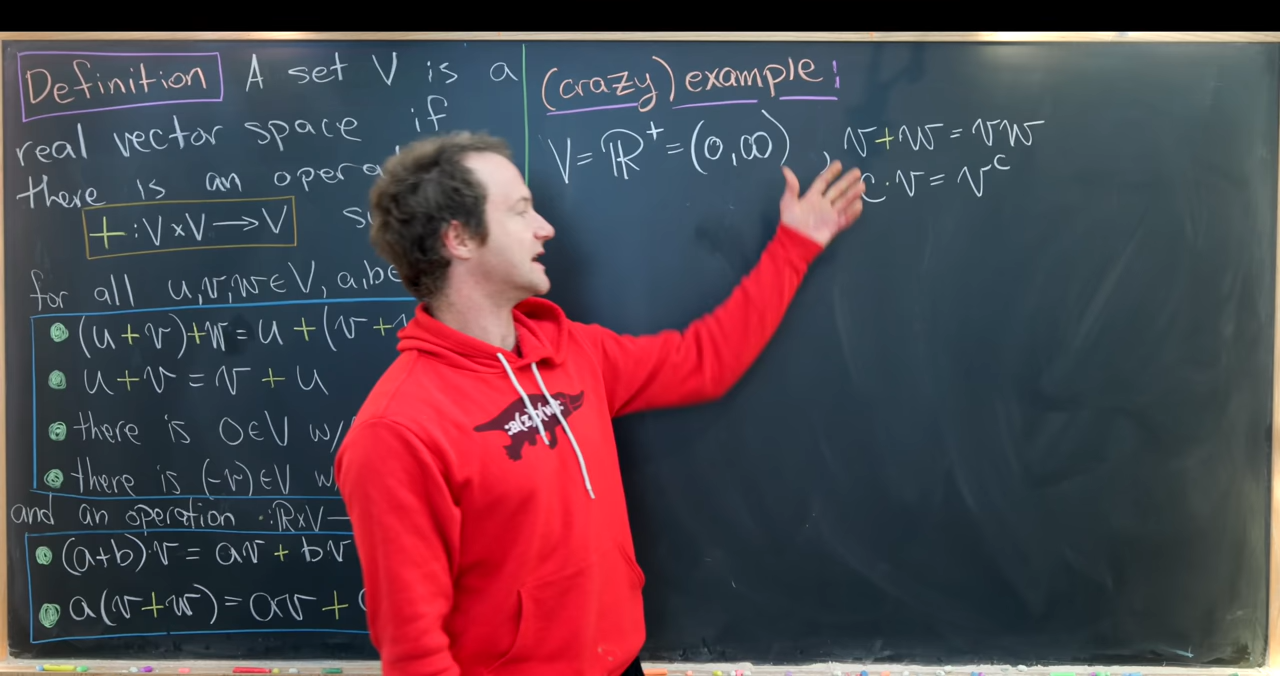 Definition A set V is a
real vector space if
there is an opera
+ : V × V → V
for all u, v, w ∈ V, a, b ∈
(u + v) + w = u + (v +
u + v = v + u
there is 0 ∈ V w/
there is (-v) ∈ V w
and an operation · : ℝ × V –
(a+b)·v = av + bv
a(v+w) = av +
(crazy) example:
V = ℝ⁺ = (0, ∞) , v + w = vw
c · v = v^c